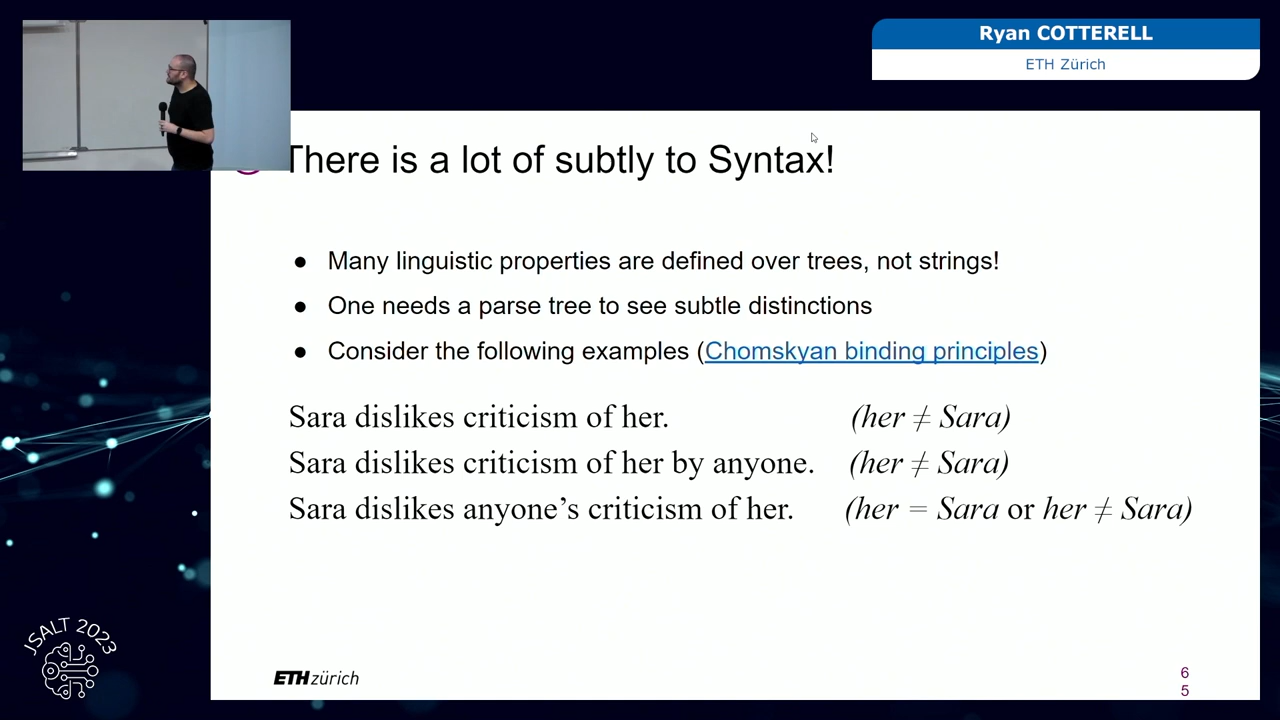 Ryan COTTERELL
ETH Zürich
There is a lot of subtly to Syntax!
● Many linguistic properties are defined over trees, not strings!
● One needs a parse tree to see subtle distinctions
● Consider the following examples (Chomskyan binding principles)
Sara dislikes criticism of her. (her ≠ Sara)
Sara dislikes criticism of her by anyone. (her ≠ Sara)
Sara dislikes anyone’s criticism of her. (her = Sara or her ≠ Sara)
JSALT 2023
ETH zürich
6
5